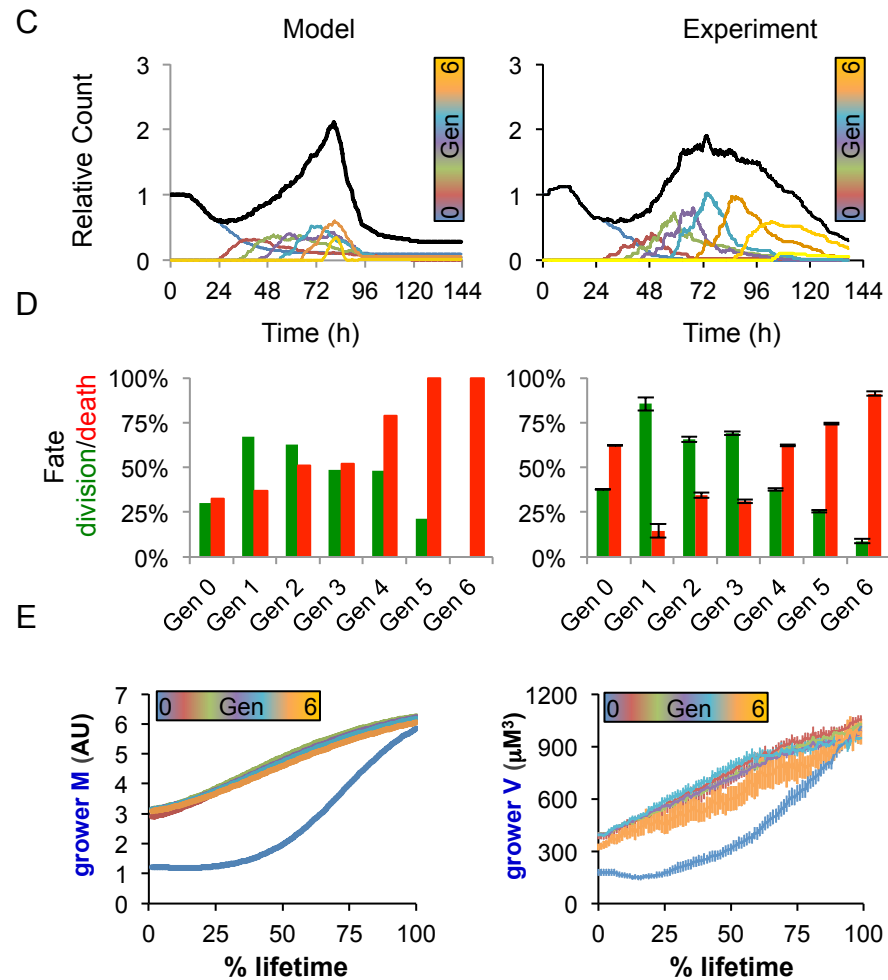 C
Model
Experiment
Relative Count
3
2
1
0
0 Gen 6
0 24 48 72 96 120 144
Time (h)
3
2
1
0
0 Gen 6
0 24 48 72 96 120 144
Time (h)
D
Fate
division/death
100%
75%
50%
25%
0%
Gen 0 Gen 1 Gen 2 Gen 3 Gen 4 Gen 5 Gen 6
100%
75%
50%
25%
0%
Gen 0 Gen 1 Gen 2 Gen 3 Gen 4 Gen 5 Gen 6
E
grower M (AU)
7
6
5
4
3
2
1
0
0 Gen 6
0 25 50 75 100
% lifetime
grower V (µM³)
1200
900
600
300
0
0 Gen 6
0 25 50 75 100
% lifetime